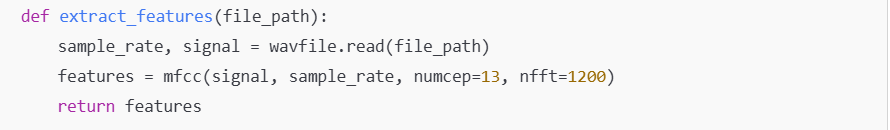 def extract_features(file_path):
    sample_rate, signal = wavfile.read(file_path)
    features = mfcc(signal, sample_rate, numcep=13, nfft=1200)
    return features